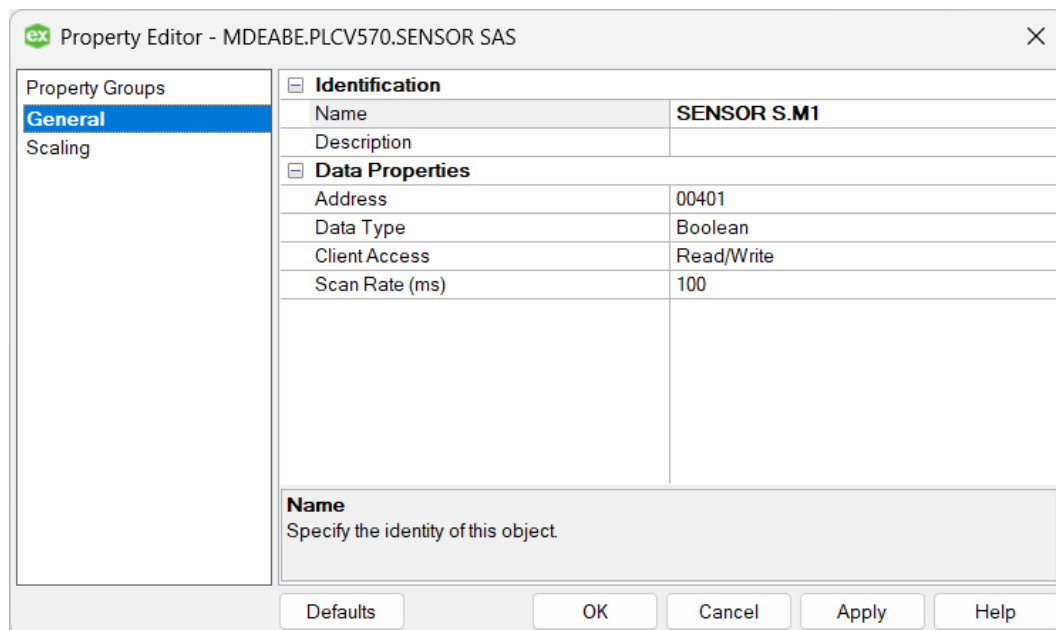 ex Property Editor - MDEABE.PLCV570.SENSOR SAS
Property Groups
General
Scaling
Identification
Name SENSOR S.M1
Description
Data Properties
Address 00401
Data Type Boolean
Client Access Read/Write
Scan Rate (ms) 100
Name
Specify the identity of this object.
Defaults OK Cancel Apply Help